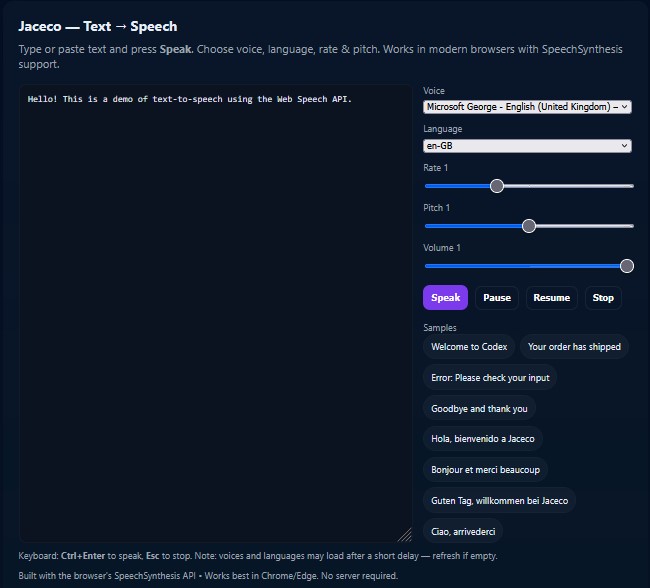 Jaceco — Text → Speech
Type or paste text and press Speak. Choose voice, language, rate & pitch. Works in modern browsers with SpeechSynthesis
support.
Hello! This is a demo of text-to-speech using the Web Speech API.
Voice
Microsoft George - English (United Kingdom) –
Language
en-GB
Rate 1
Pitch 1
Volume 1
Speak Pause Resume Stop
Samples
Welcome to Codex Your order has shipped
Error: Please check your input
Goodbye and thank you
Hola, bienvenido a Jaceco
Bonjour et merci beaucoup
Guten Tag, willkommen bei Jaceco
Ciao, arrivederci
Keyboard: Ctrl+Enter to speak, Esc to stop. Note: voices and languages may load after a short delay — refresh if empty.
Built with the browser's SpeechSynthesis API • Works best in Chrome/Edge. No server required.